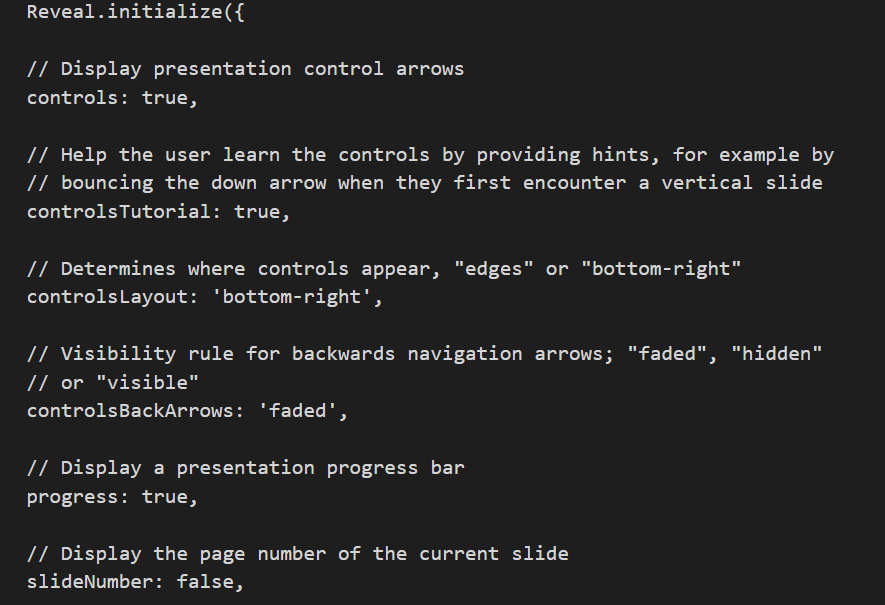 Reveal.initialize({
// Display presentation control arrows
controls: true,
// Help the user learn the controls by providing hints, for example by
// bouncing the down arrow when they first encounter a vertical slide
controlsTutorial: true,
// Determines where controls appear, "edges" or "bottom-right"
controlsLayout: 'bottom-right',
// Visibility rule for backwards navigation arrows; "faded", "hidden"
// or "visible"
controlsBackArrows: 'faded',
// Display a presentation progress bar
progress: true,
// Display the page number of the current slide
slideNumber: false,